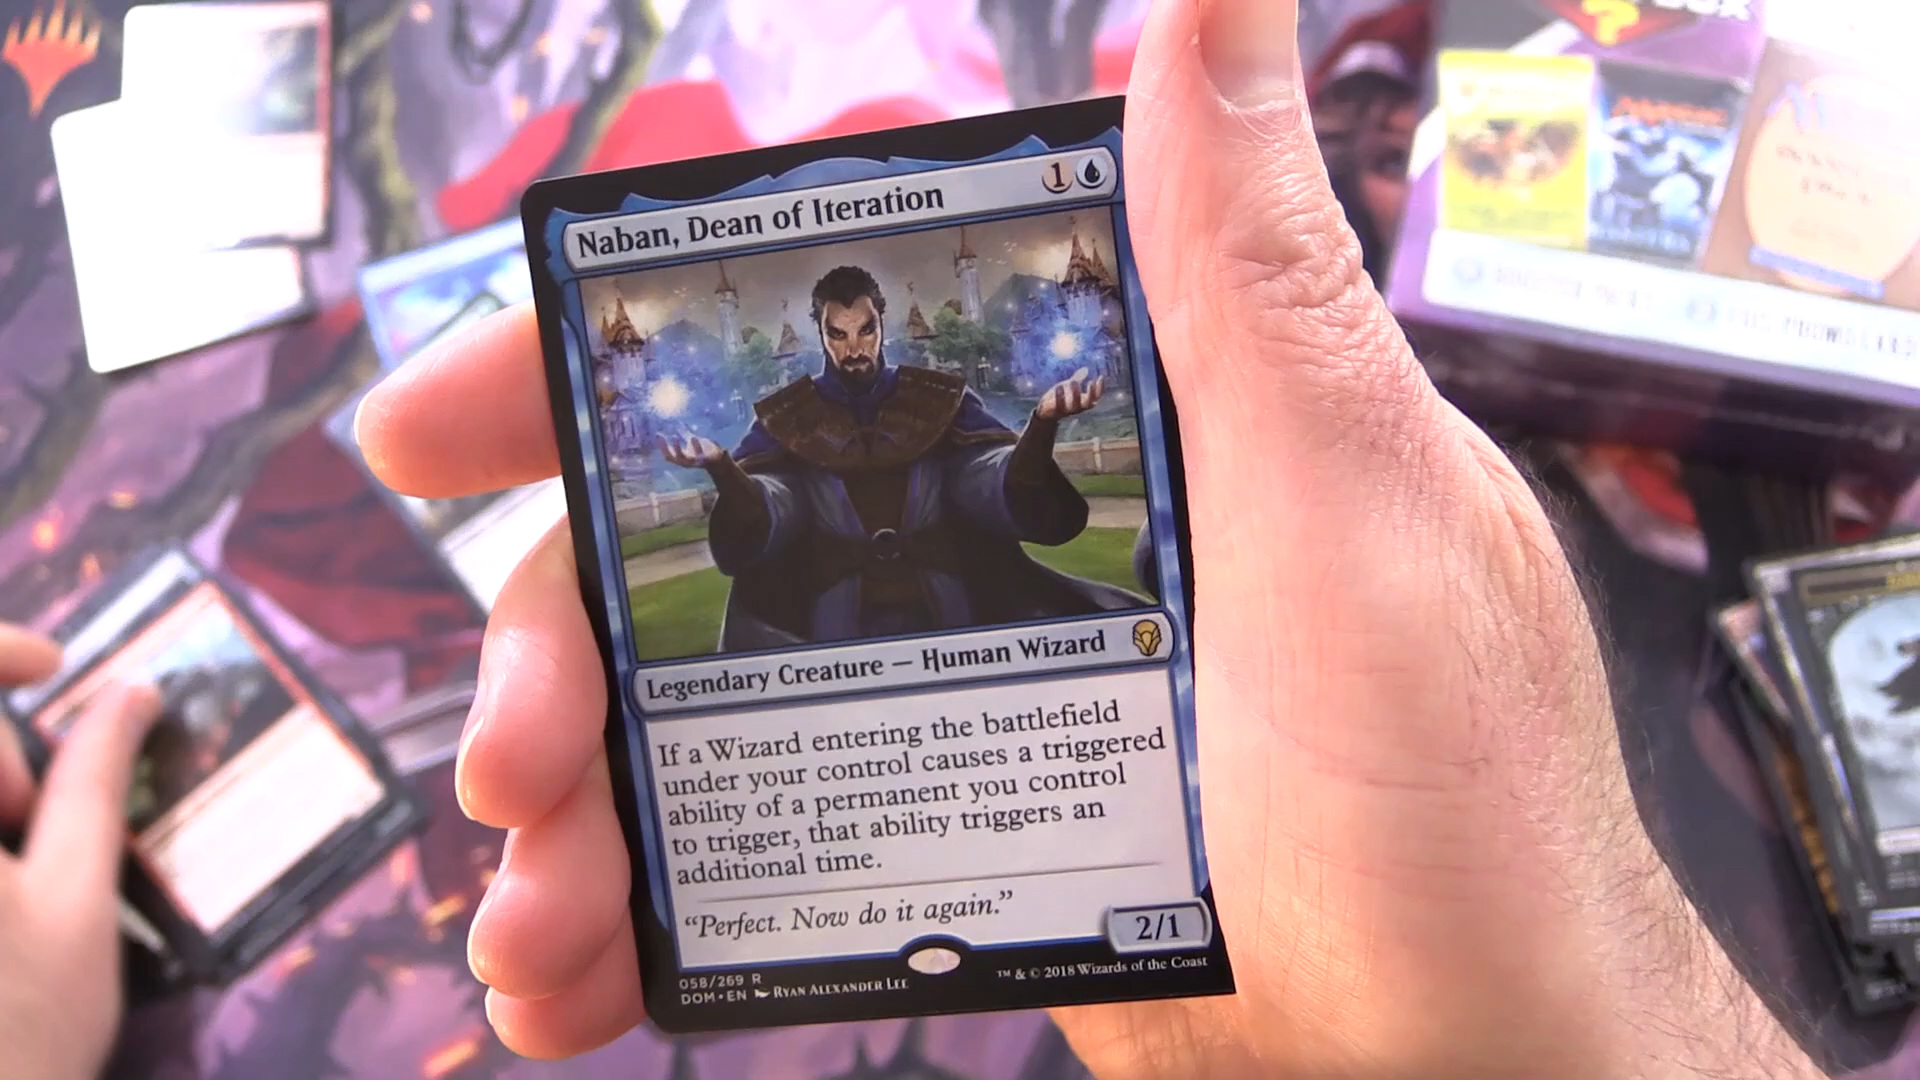 Naban, Dean of Iteration
1
Legendary Creature — Human Wizard
If a Wizard entering the battlefield
under your control causes a triggered
ability of a permanent you control
to trigger, that ability triggers an
additional time.
“Perfect. Now do it again.”
2/1
058/269 R
DOM • EN Ryan Alexander Lee
™ & © 2018 Wizards of the Coast
?